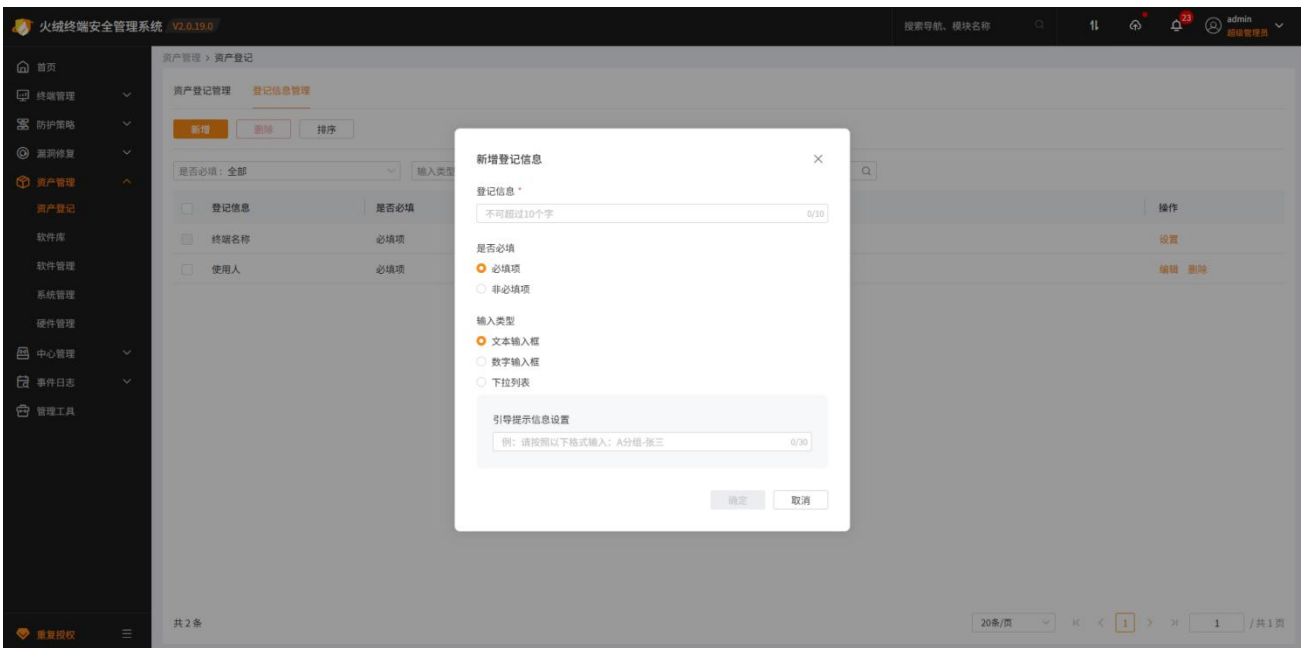 火绒终端安全管理系统 V2.0.19.0
搜索导航、模块名称
23
admin
超级管理员
首页
终端管理
防护策略
漏洞修复
资产管理
资产登记
软件库
软件管理
系统管理
硬件管理
中心管理
事件日志
管理工具
重复授权
资产管理 > 资产登记
资产登记管理 登记信息管理
新增 删除 排序
是否必填：全部 输入类型
登记信息 是否必填 操作
终端名称 必填项 设置
使用人 必填项 编辑 删除
新增登记信息
登记信息 *
不可超过10个字 0/10
是否必填
必填项
非必填项
输入类型
文本输入框
数字输入框
下拉列表
引导提示信息设置
例：请按照以下格式输入：A分组-张三 0/30
确定 取消
共 2 条
20条/页 1 1 / 共 1 页